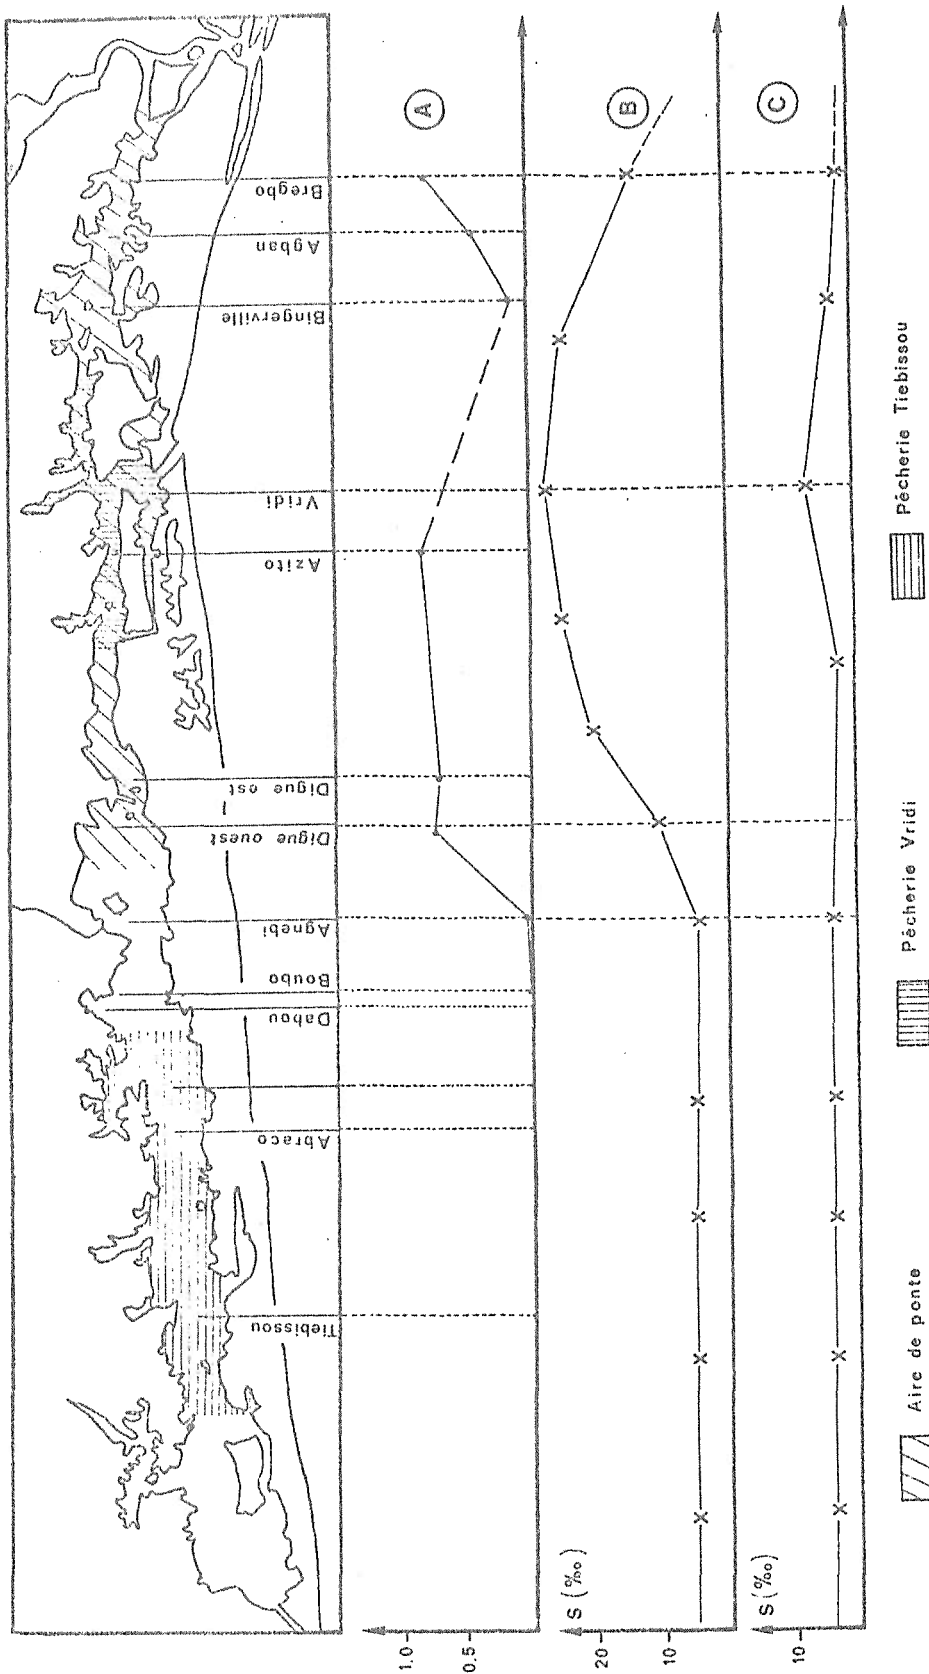 Tiebissou
Abraco
Dabou
Boubo
Agnebi
Digue ouest
Digue est
Azito
Vridi
Bingerville
Agban
Bregbo
1.0
0.5
A
S (‰)
20
10
B
S (‰)
10
C
Aire de ponte
Pêcherie Vridi
Pêcherie Tiebissou